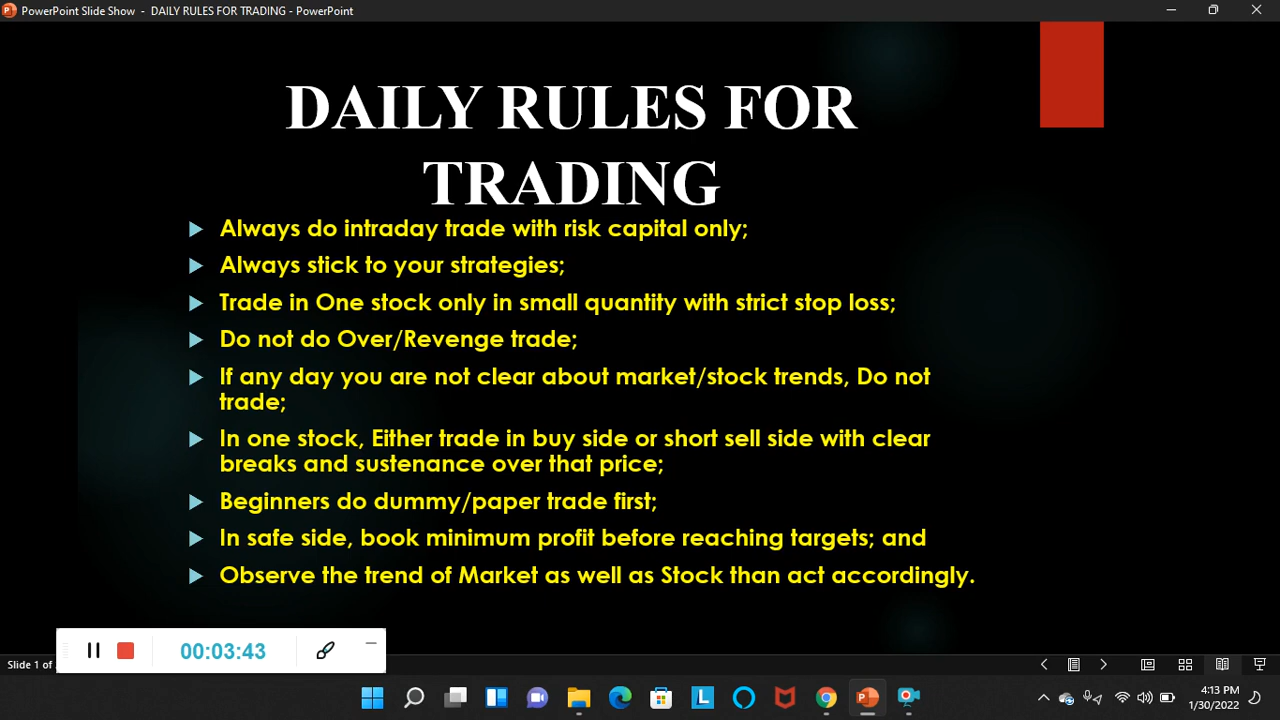 PowerPoint Slide Show - DAILY RULES FOR TRADING - PowerPoint
DAILY RULES FOR
TRADING
Always do intraday trade with risk capital only;
Always stick to your strategies;
Trade in One stock only in small quantity with strict stop loss;
Do not do Over/Revenge trade;
If any day you are not clear about market/stock trends, Do not
trade;
In one stock, Either trade in buy side or short sell side with clear
breaks and sustenance over that price;
Beginners do dummy/paper trade first;
In safe side, book minimum profit before reaching targets; and
Observe the trend of Market as well as Stock than act accordingly.
00:03:43
Slide 1 of
L
4:13 PM
1/30/2022